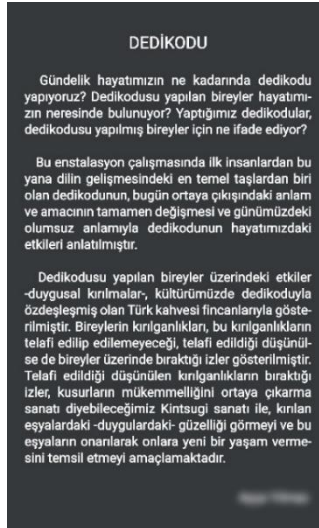 DEDİKODU
Gündelik hayatımızın ne kadarında dedikodu
yapıyoruz? Dedikodusu yapılan bireyler hayatımı-
zın neresinde bulunuyor? Yaptığımız dedikodular,
dedikodusu yapılmış bireyler için ne ifade ediyor?
Bu enstalasyon çalışmasında ilk insanlardan bu
yana dilin gelişmesindeki en temel taşlardan biri
olan dedikodunun, bugün ortaya çıkışındaki anlam
ve amacının tamamen değişmesi ve günümüzdeki
olumsuz anlamıyla dedikodunun hayatımızdaki
etkileri anlatılmıştır.
Dedikodusu yapılan bireyler üzerindeki etkiler
-duygusal kırılmalar-, kültürümüzde dedikoduyla
özdeşleşmiş olan Türk kahvesi fincanlarıyla göste-
rilmiştir. Bireylerin kırılganlıkları, bu kırılganlıkların
telafi edilip edilemeyeceği, telafi edildiği düşünül-
se de bireyler üzerinde bıraktığı izler gösterilmiştir.
Telafi edildiği düşünülen kırılganlıkların bıraktığı
izler, kusurların mükemmelliğini ortaya çıkarma
sanatı diyebileceğimiz Kintsugi sanatı ile, kırılan
eşyalardaki -duygulardaki- güzelliği görmeyi ve bu
eşyaların onarılarak onlara yeni bir yaşam verme-
sini temsil etmeyi amaçlamaktadır.